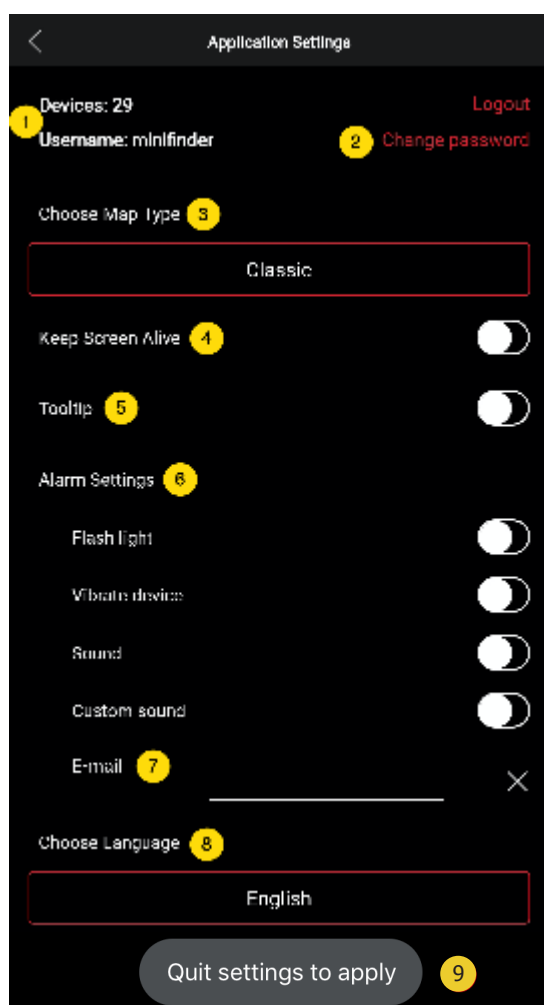 Application Settings
Devices: 29
Logout
1
Username: minifinder
2 Change password
Choose Map Type 3
Classic
Keep Screen Alive 4
Tooltip 5
Alarm Settings 6
Flash light
Vibrate device
Sound
Custom sound
E-mail 7
Choose Language 8
English
Quit settings to apply 9